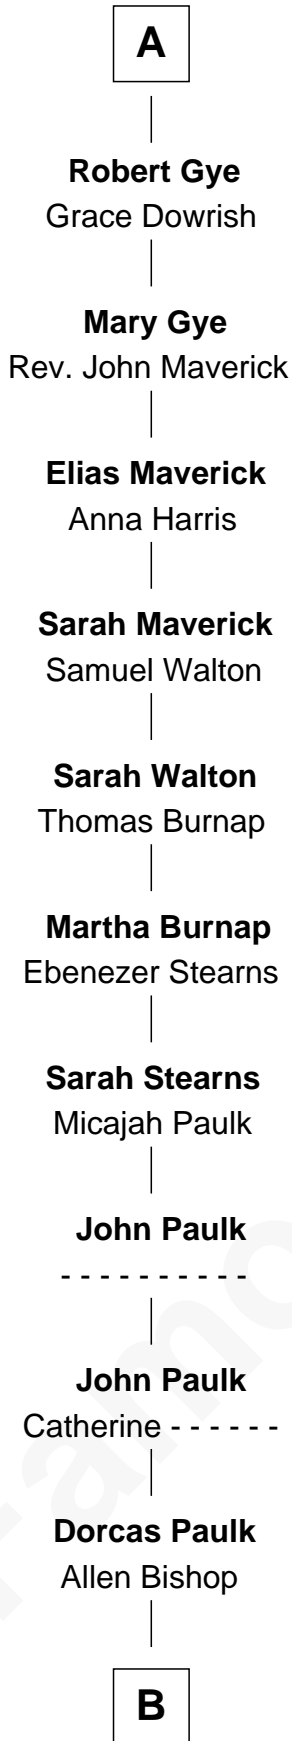 A
Robert Gye
Grace Dowrish
Mary Gye
Rev. John Maverick
Elias Maverick
Anna Harris
Sarah Maverick
Samuel Walton
Sarah Walton
Thomas Burnap
Martha Burnap
Ebenezer Stearns
Sarah Stearns
Micajah Paulk
John Paulk
- - - - - - - - - -
John Paulk
Catherine - - - - - -
Dorcas Paulk
Allen Bishop
B
Famo